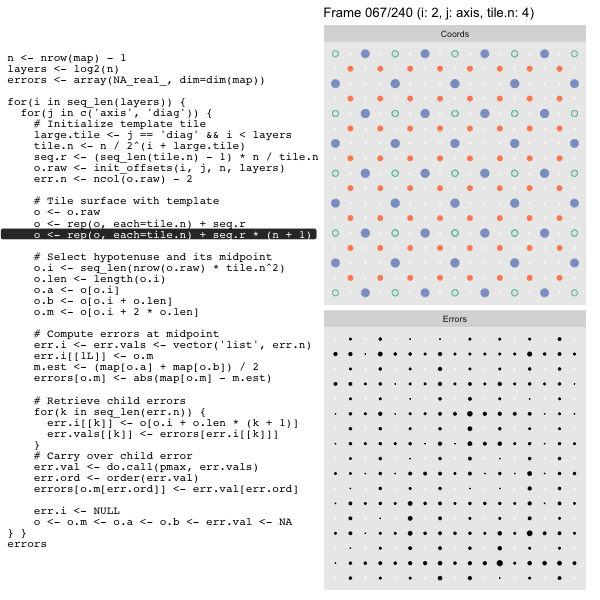 Frame 067/240 (i: 2, j: axis, tile.n: 4)
Coords
n <- nrow(map) - 1
layers <- log2(n)
errors <- array(NA_real_, dim=dim(map))
for(i in seq_len(layers)) {
for(j in c('axis', 'diag')) {
# Initialize template tile
large.tile <- j == 'diag' && i < layers
tile.n <- n / 2^(i + large.tile)
seq.r <- (seq_len(tile.n) - 1) * n / tile.n
o.raw <- init_offsets(i, j, n, layers)
err.n <- ncol(o.raw) - 2
# Tile surface with template
o <- o.raw
o <- rep(o, each=tile.n) + seq.r
o <- rep(o, each=tile.n) + seq.r * (n + 1)
# Select hypotenuse and its midpoint
o.i <- seq_len(nrow(o.raw) * tile.n^2)
o.len <- length(o.i)
o.a <- o[o.i]
o.b <- o[o.i + o.len]
o.m <- o[o.i + 2 * o.len]
# Compute errors at midpoint
err.i <- err.vals <- vector('list', err.n)
err.i[[1L]] <- o.m
m.est <- (map[o.a] + map[o.b]) / 2
errors[o.m] <- abs(map[o.m] - m.est)
# Retrieve child errors
for(k in seq_len(err.n)) {
err.i[[k]] <- o[o.i + o.len * (k + 1)]
err.vals[[k]] <- errors[err.i[[k]]]
}
# Carry over child error
err.val <- do.call(pmax, err.vals)
err.ord <- order(err.val)
errors[o.m[err.ord]] <- err.val[err.ord]
err.i <- NULL
o <- o.m <- o.a <- o.b <- err.val <- NA
} }
errors
Errors